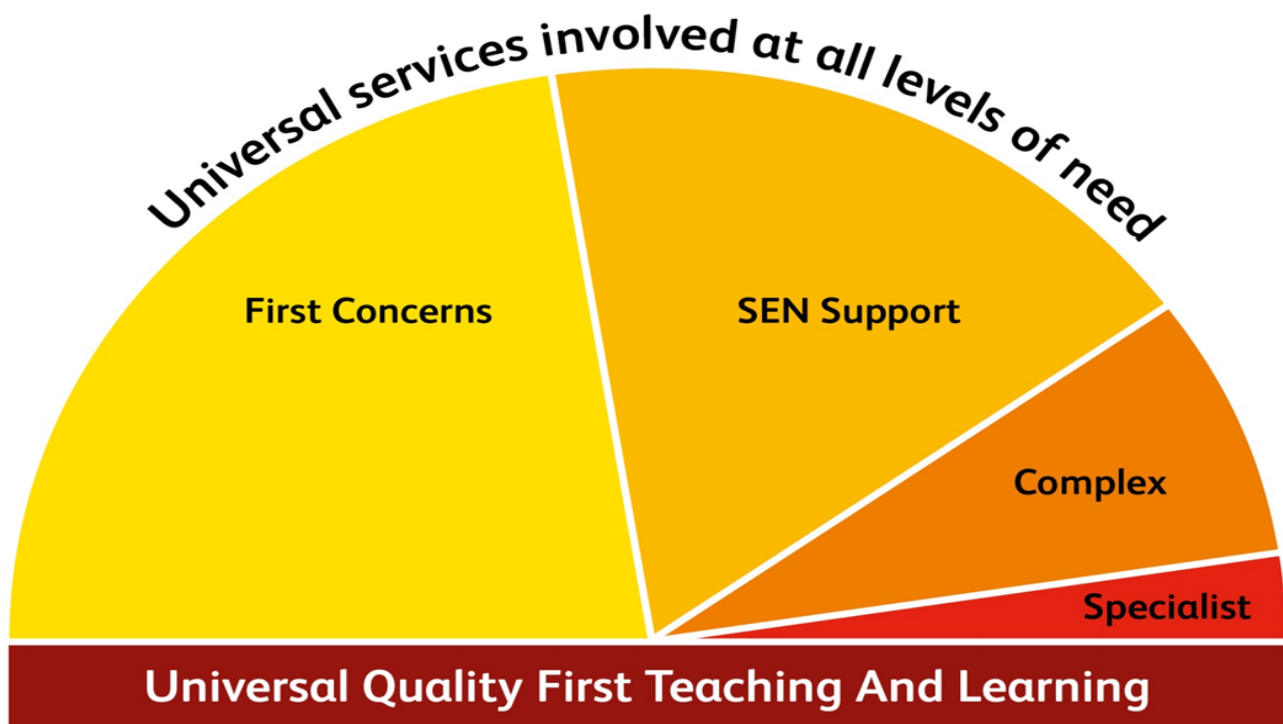 Universal services involved at all levels of need
First Concerns
SEN Support
Complex
Specialist
Universal Quality First Teaching And Learning